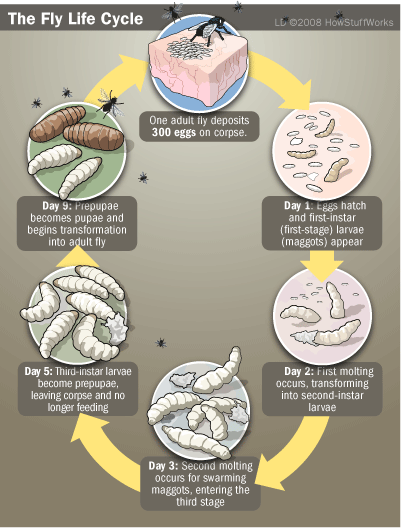 The Fly Life Cycle
LD ©2008 HowStuffWorks
One adult fly deposits
300 eggs on corpse.
Day 1: Eggs hatch
and first-instar
(first-stage) larvae
(maggots) appear
Day 2: First molting
occurs, transforming
into second-instar
larvae
Day 3: Second molting
occurs for swarming
maggots, entering the
third stage
Day 5: Third-instar larvae
become prepupae,
leaving corpse and no
longer feeding
Day 9: Prepupae
becomes pupae and
begins transformation
into adult fly